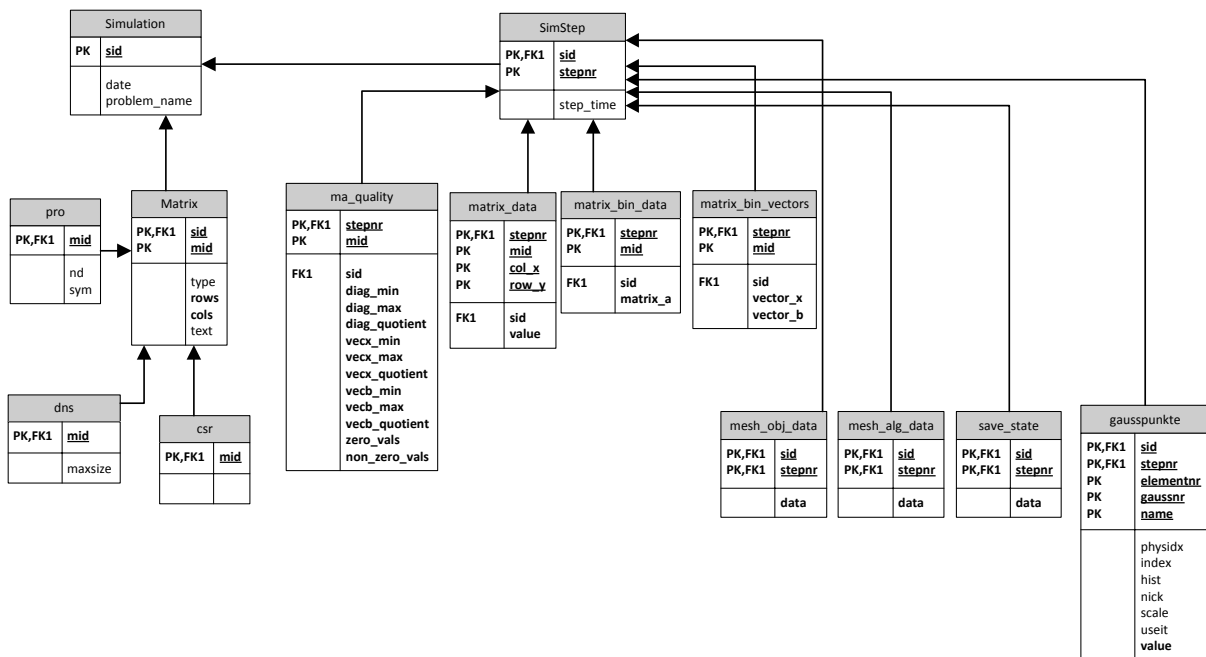 Simulation
PK sid
date
problem_name
SimStep
PK,FK1 sid
PK stepnr
step_time
pro
PK,FK1 mid
nd
sym
Matrix
PK,FK1 sid
PK mid
type
rows
cols
text
ma_quality
PK,FK1 stepnr
PK mid
FK1 sid
diag_min
diag_max
diag_quotient
vecx_min
vecx_max
vecx_quotient
vecb_min
vecb_max
vecb_quotient
zero_vals
non_zero_vals
matrix_data
PK,FK1 stepnr
PK mid
PK col_x
PK row_y
FK1 sid
value
matrix_bin_data
PK,FK1 stepnr
PK mid
FK1 sid
matrix_a
matrix_bin_vectors
PK,FK1 stepnr
PK mid
FK1 sid
vector_x
vector_b
dns
PK,FK1 mid
maxsize
csr
PK,FK1 mid
mesh_obj_data
PK,FK1 sid
PK,FK1 stepnr
data
mesh_alg_data
PK,FK1 sid
PK,FK1 stepnr
data
save_state
PK,FK1 sid
PK,FK1 stepnr
data
gausspunkte
PK,FK1 sid
PK,FK1 stepnr
PK elementnr
PK gaussnr
PK name
physidx
index
hist
nick
scale
useit
value